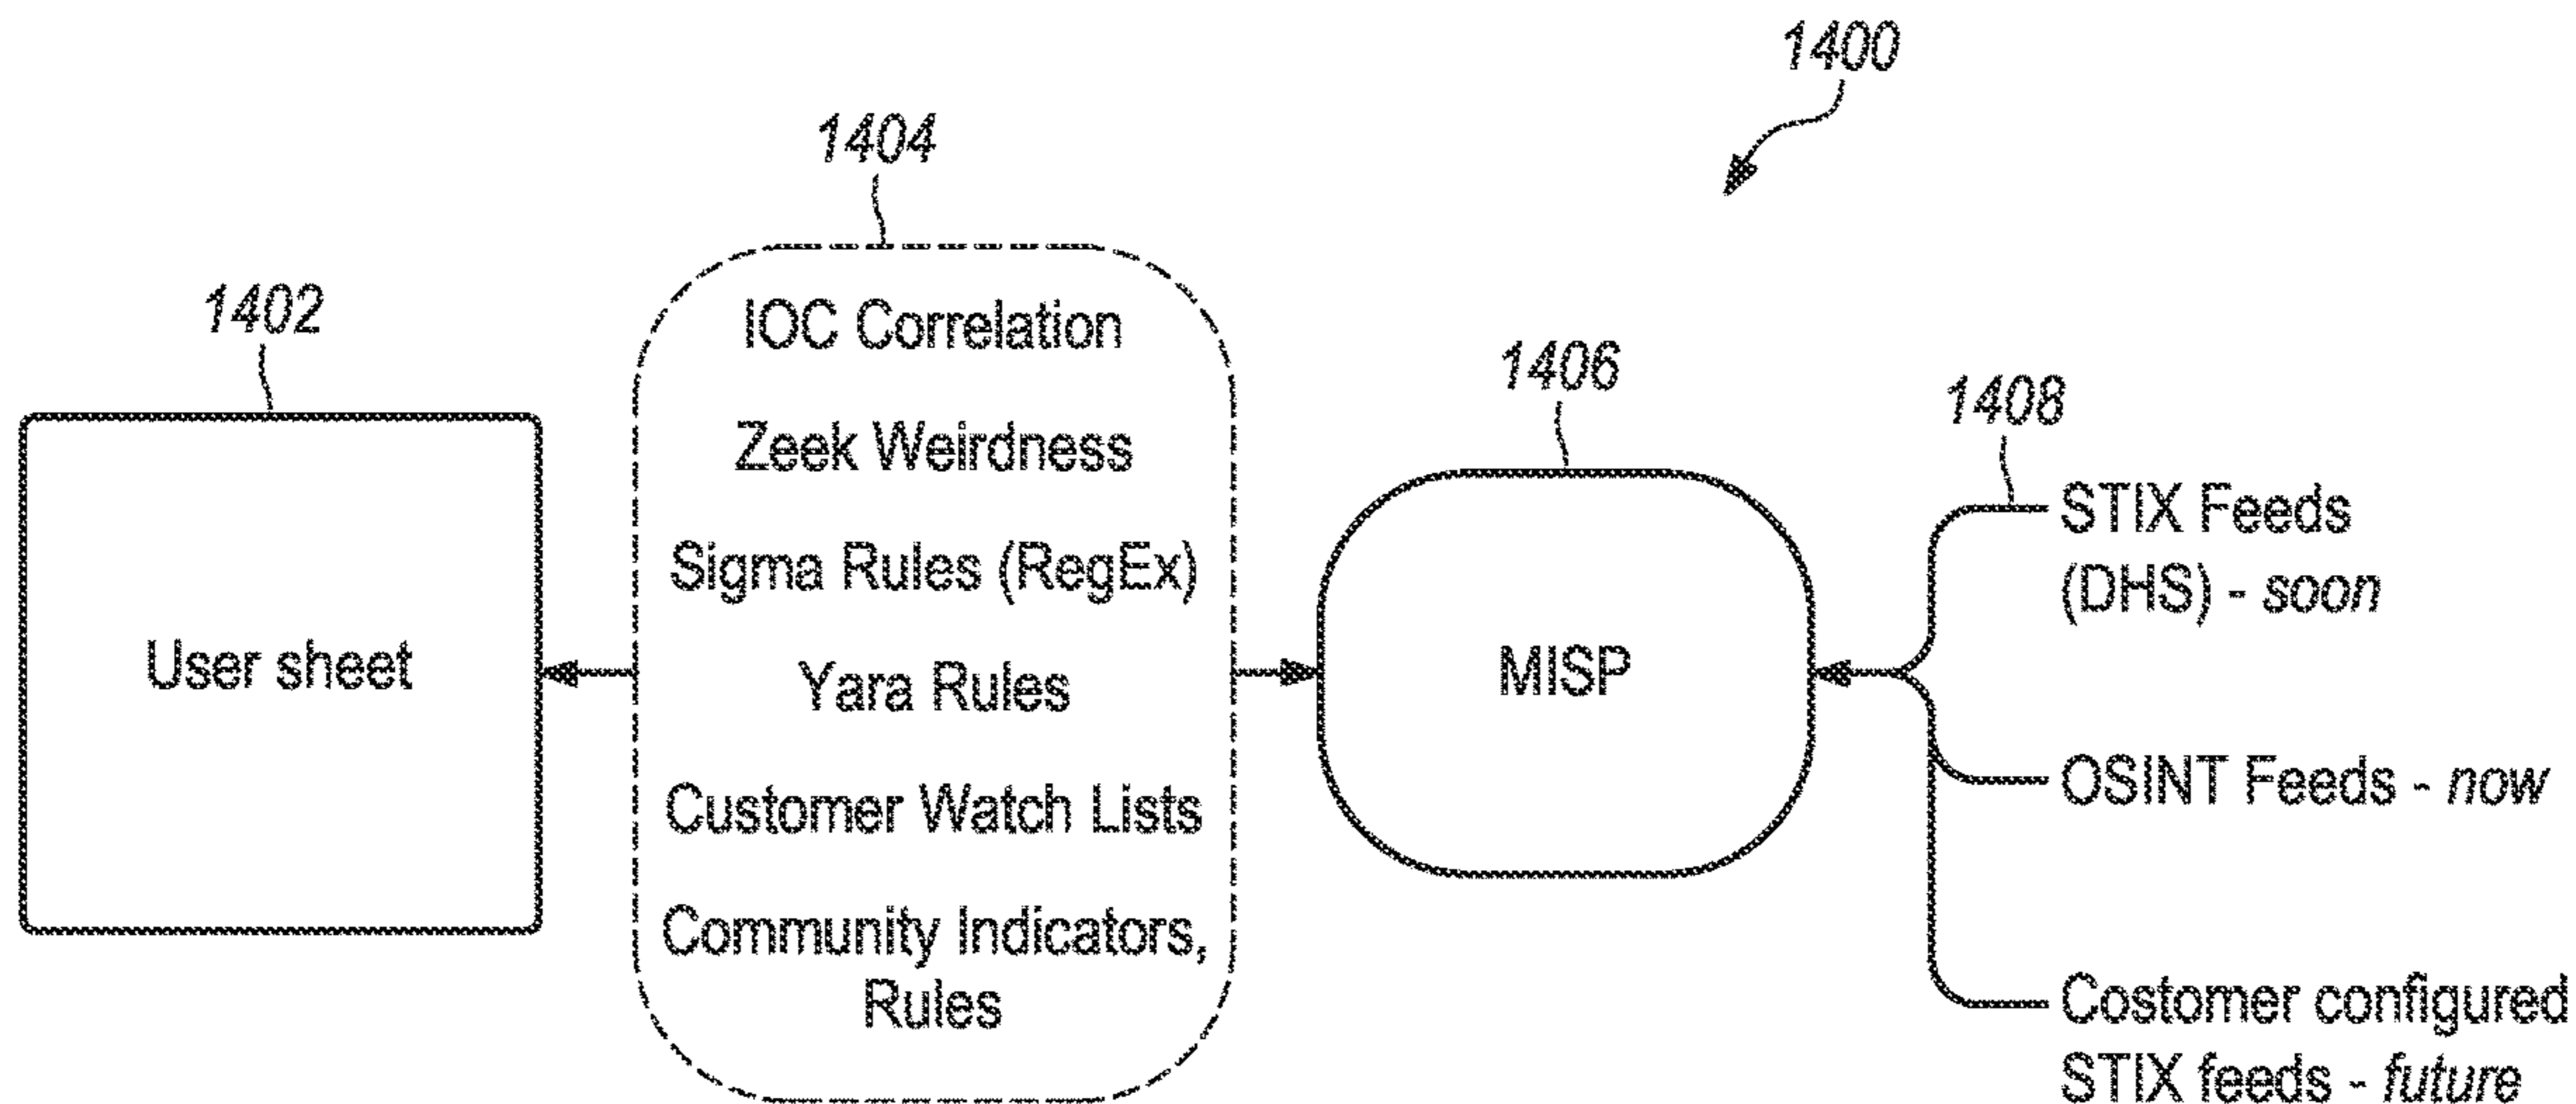 1400
1404
1402
IOC Correlation
Zeek Weirdness
Sigma Rules (RegEx)
Yara Rules
Customer Watch Lists
Community Indicators,
Rules
User sheet
1406
MISP
1408
STIX Feeds
(DHS) - soon
OSINT Feeds - now
Costomer configured
STIX feeds - future